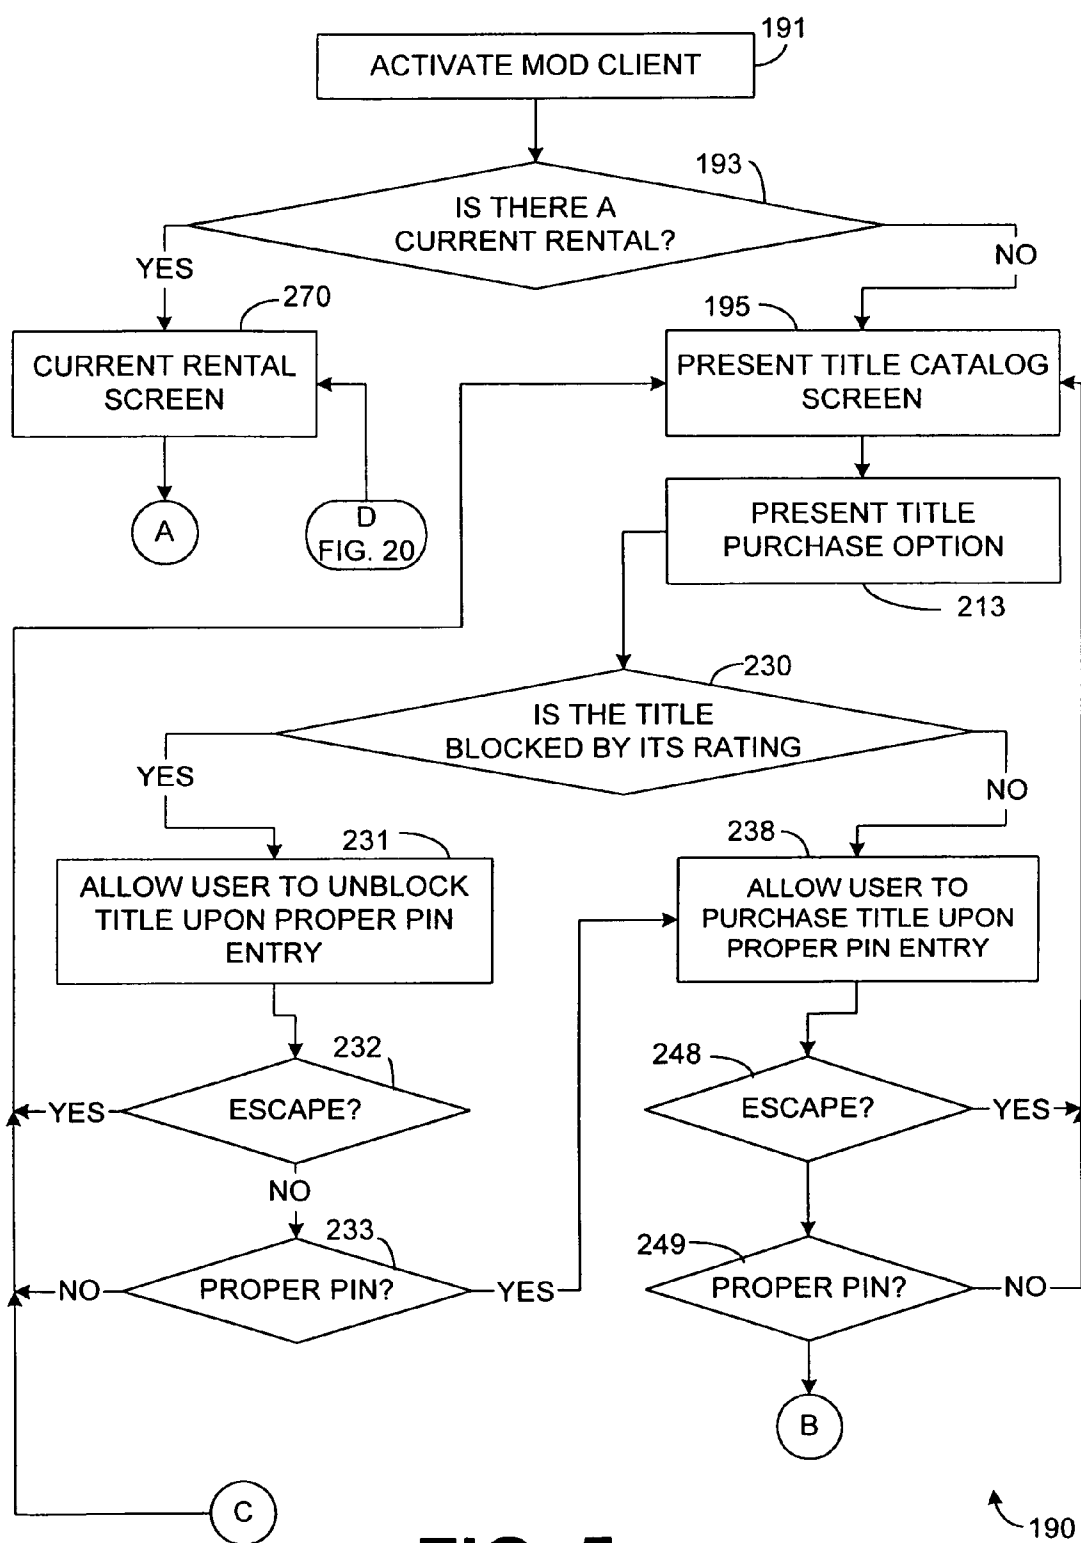 191
ACTIVATE MOD CLIENT
193
IS THERE A
CURRENT RENTAL?
YES
NO
270
195
CURRENT RENTAL
SCREEN
PRESENT TITLE CATALOG
SCREEN
A
D
FIG. 20
PRESENT TITLE
PURCHASE OPTION
213
230
IS THE TITLE
BLOCKED BY ITS RATING
YES
NO
231
238
ALLOW USER TO UNBLOCK
TITLE UPON PROPER PIN
ENTRY
ALLOW USER TO
PURCHASE TITLE UPON
PROPER PIN ENTRY
232
248
YES
ESCAPE?
ESCAPE?
YES
NO
233
249
NO
PROPER PIN?
YES
PROPER PIN?
NO
B
C
190